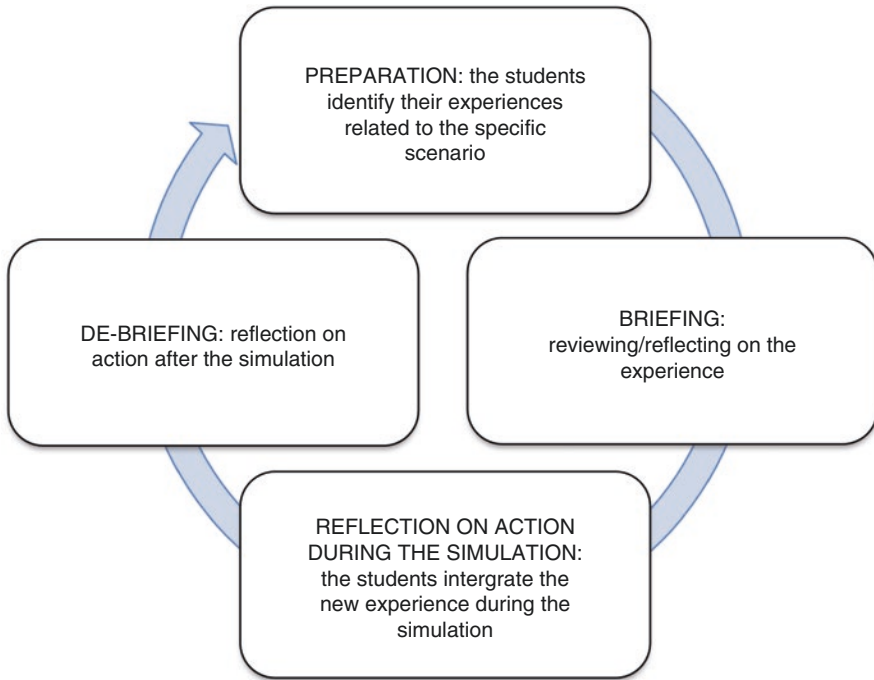 PREPARATION: the students
identify their experiences
related to the specific
scenario
BRIEFING:
reviewing/reflecting on the
experience
REFLECTION ON ACTION
DURING THE SIMULATION:
the students intergrate the
new experience during the
simulation
DE-BRIEFING: reflection on
action after the simulation